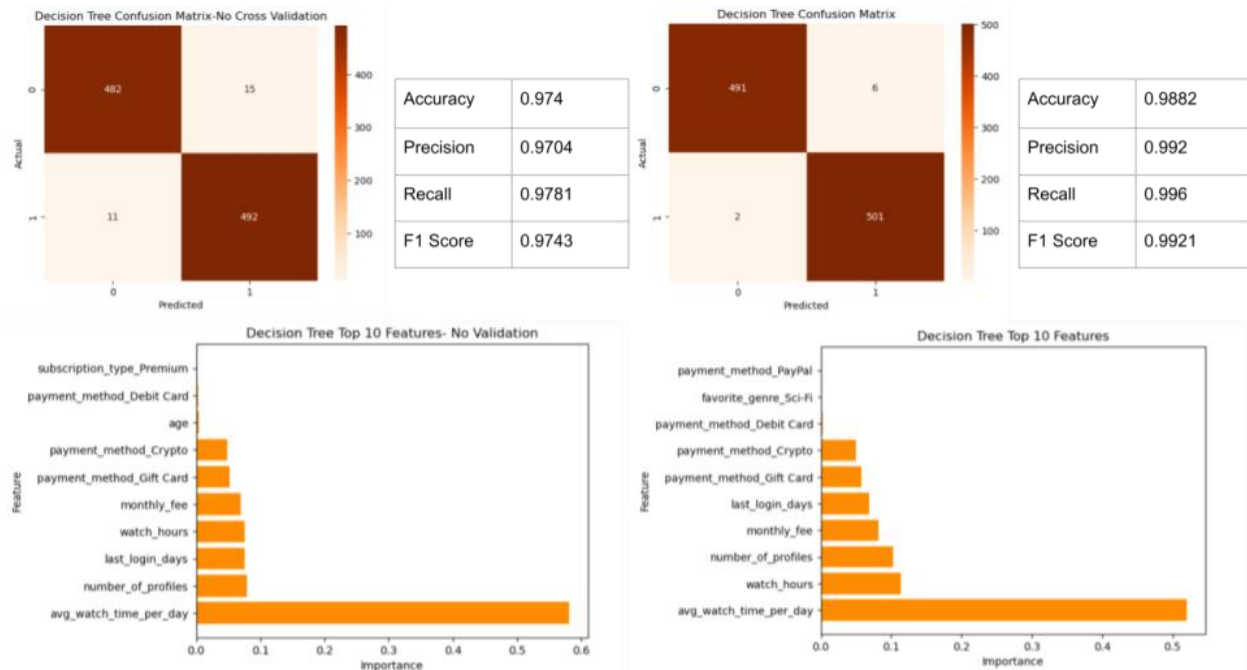 Decision Tree Confusion Matrix-No Cross Validation
0
482
15
Actual
1
11
492
0
1
Predicted
400
300
200
100
Accuracy 0.974
Precision 0.9704
Recall 0.9781
F1 Score 0.9743
Decision Tree Confusion Matrix
0
491
6
Actual
1
2
501
0
1
Predicted
500
400
300
200
100
Accuracy 0.9882
Precision 0.992
Recall 0.996
F1 Score 0.9921
Decision Tree Top 10 Features- No Validation
subscription_type_Premium
payment_method_Debit Card
age
payment_method_Crypto
payment_method_Gift Card
monthly_fee
watch_hours
last_login_days
number_of_profiles
avg_watch_time_per_day
Feature
0.0 0.1 0.2 0.3 0.4 0.5 0.6
Importance
Decision Tree Top 10 Features
payment_method_PayPal
favorite_genre_Sci-Fi
payment_method_Debit Card
payment_method_Crypto
payment_method_Gift Card
last_login_days
monthly_fee
number_of_profiles
watch_hours
avg_watch_time_per_day
Feature
0.0 0.1 0.2 0.3 0.4 0.5
Importance